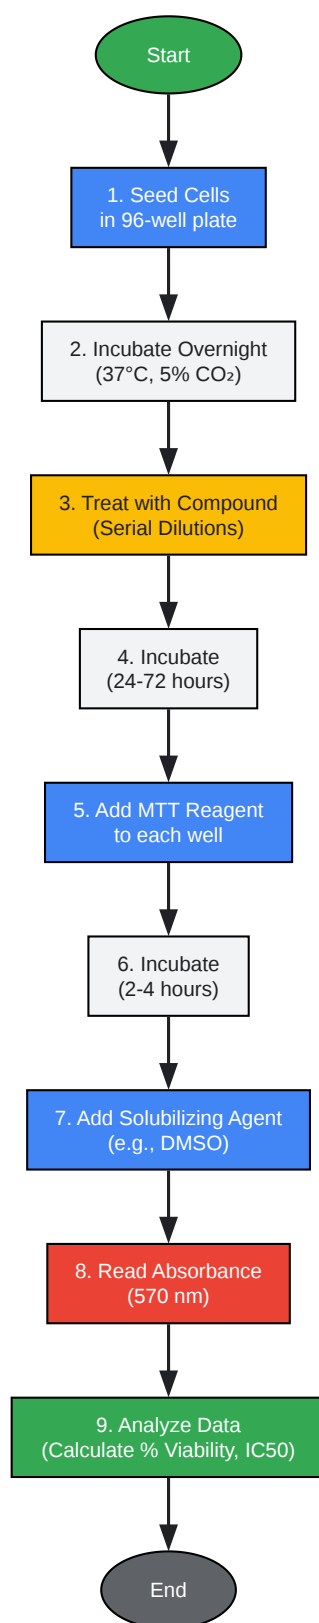 Start
1. Seed Cells
in 96-well plate
2. Incubate Overnight
(37°C, 5% CO₂)
3. Treat with Compound
(Serial Dilutions)
4. Incubate
(24-72 hours)
5. Add MTT Reagent
to each well
6. Incubate
(2-4 hours)
7. Add Solubilizing Agent
(e.g., DMSO)
8. Read Absorbance
(570 nm)
9. Analyze Data
(Calculate % Viability, IC50)
End